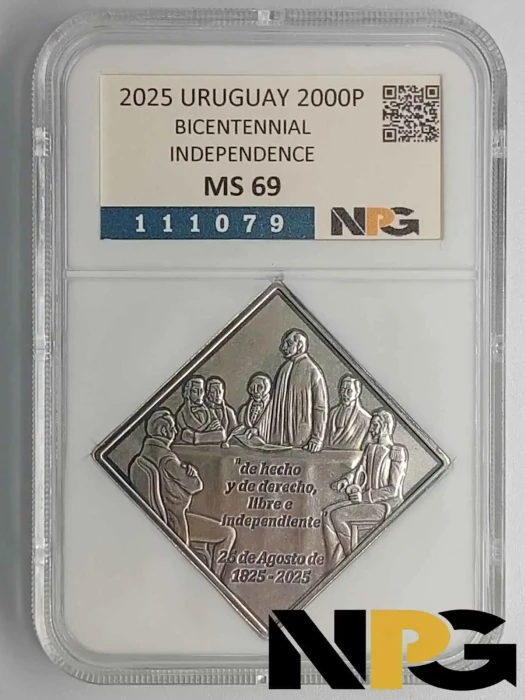 2025 URUGUAY 2000P
BICENTENNIAL
INDEPENDENCE
MS 69
111079
NPG
"de hecho
y de derecho,
libre e
independiente
25 de Agosto de
1825-2025
NPG